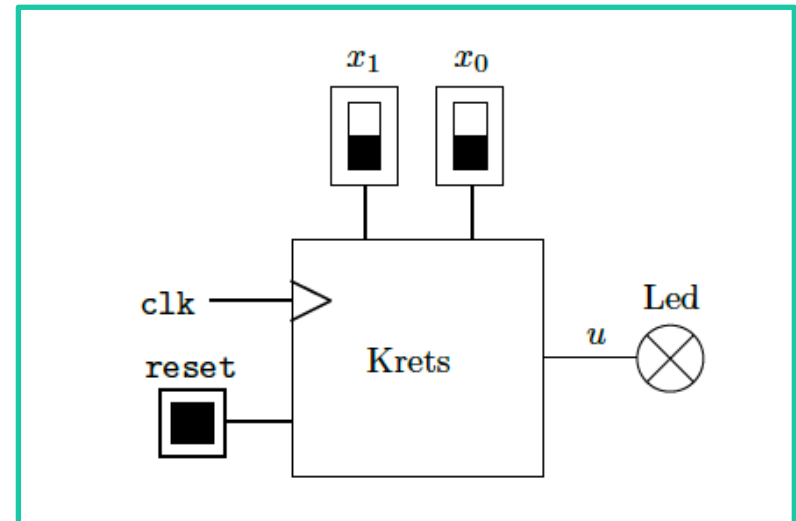 x₁ x₀
Led
clk
u
reset
Krets